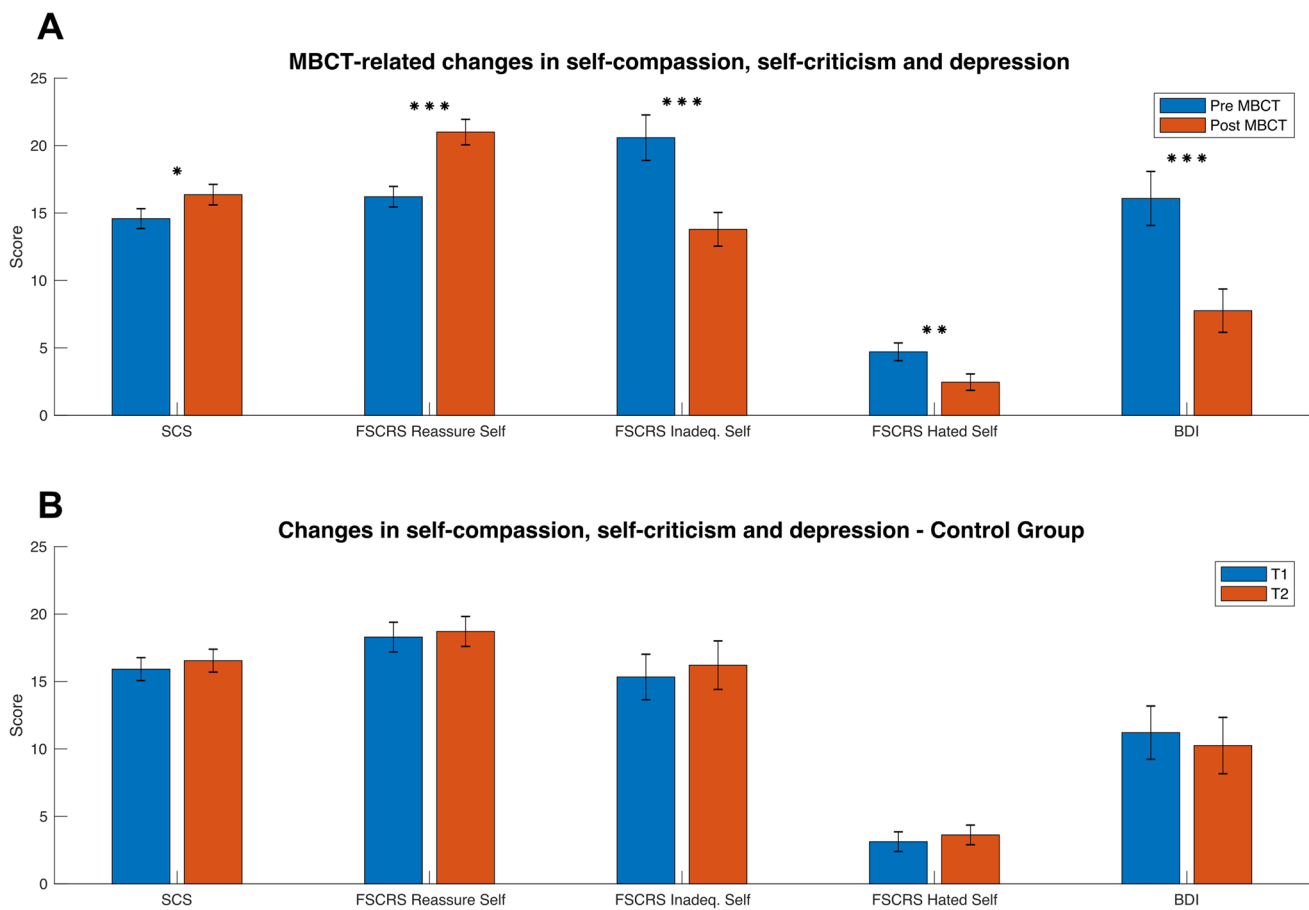 A
MBCT-related changes in self-compassion, self-criticism and depression
25
20
15
10
5
0
Score
* * *
* * *
* * *
*
* *
Pre MBCT
Post MBCT
SCS
FSCRS Reassure Self
FSCRS Inadeq. Self
FSCRS Hated Self
BDI
B
Changes in self-compassion, self-criticism and depression - Control Group
25
20
15
10
5
0
Score
T1
T2
SCS
FSCRS Reassure Self
FSCRS Inadeq. Self
FSCRS Hated Self
BDI